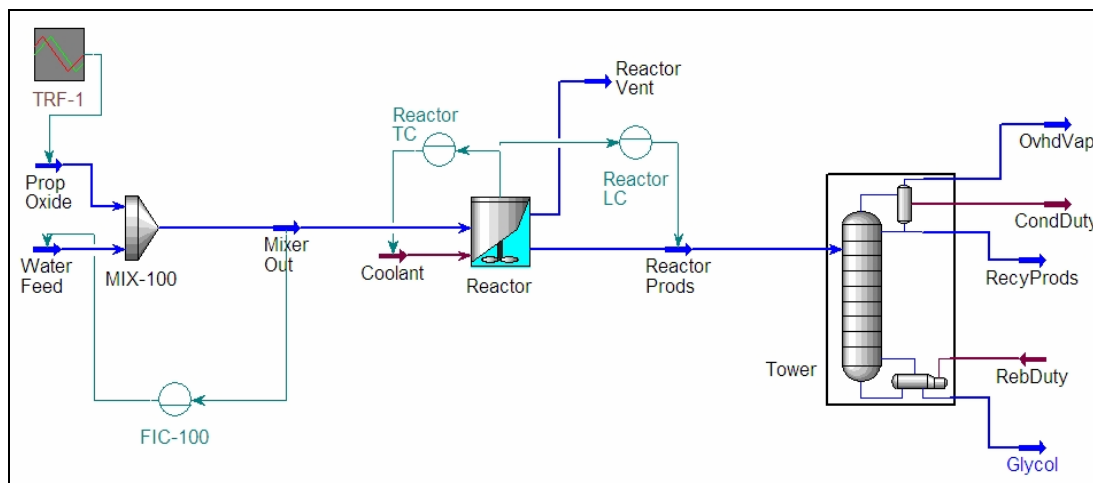 TRF-1
Prop
Oxide
Water
Feed
MIX-100
FIC-100
Mixer
Out
Reactor
TC
Coolant
Reactor
Reactor
Vent
Reactor
LC
Reactor
Prods
Tower
OvhdVap
CondDuty
RecyProds
RebDuty
Glycol